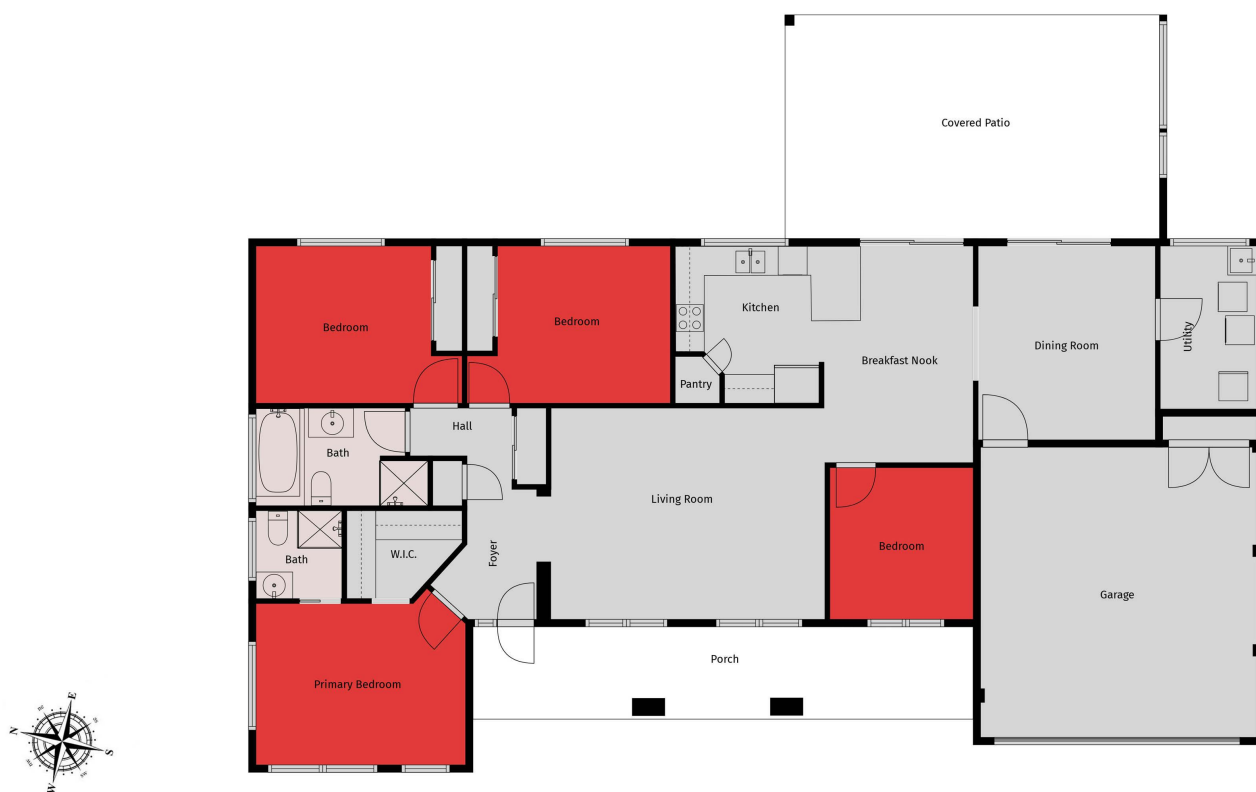 Covered Patio
Bedroom
Bedroom
Kitchen
Breakfast Nook
Dining Room
Utility
Pantry
Hall
Bath
Living Room
Bath
W.I.C.
Foyer
Bedroom
Garage
Primary Bedroom
Porch
E
N
S
W